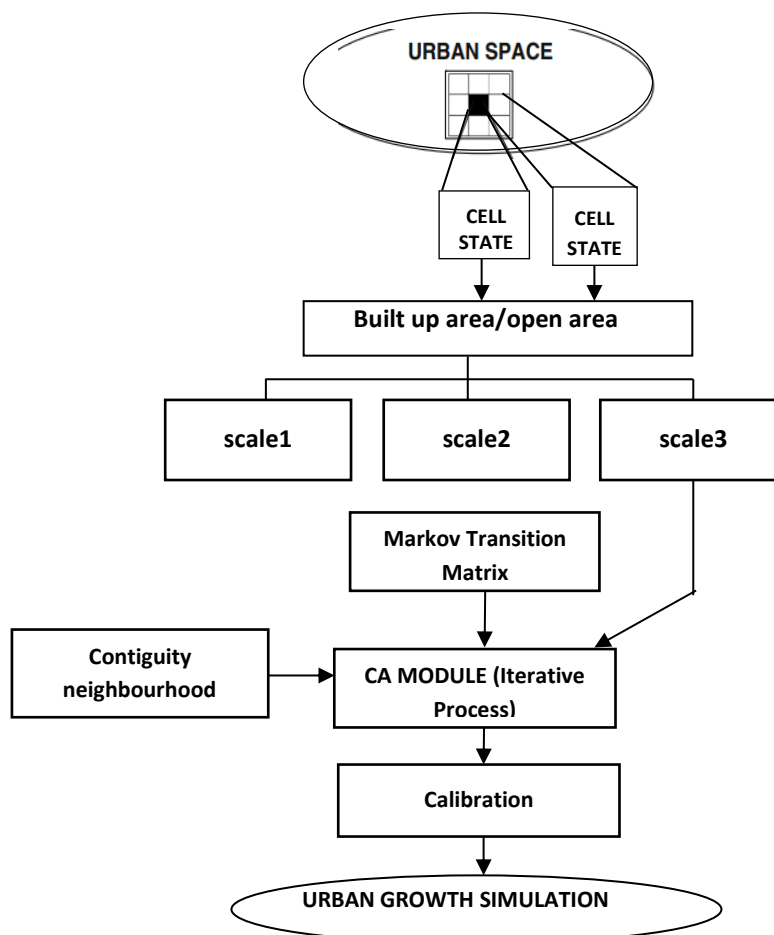 URBAN SPACE
CELL
STATE
CELL
STATE
Built up area/open area
scale1
scale2
scale3
Markov Transition
Matrix
Contiguity
neighbourhood
CA MODULE (Iterative
Process)
Calibration
URBAN GROWTH SIMULATION